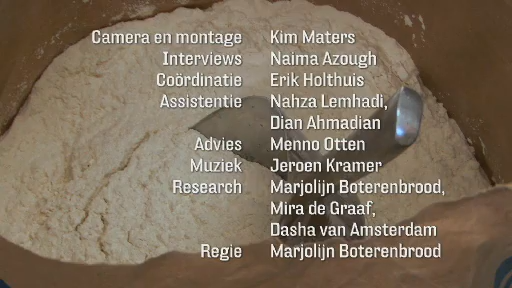 Camera en montage Kim Maters
Interviews Naima Azough
Coördinatie Erik Holthuis
Assistentie Nahza Lemhadi,
Dian Ahmadian
Advies Menno Otten
Muziek Jeroen Kramer
Research Marjolijn Boterenbrood,
Mira de Graaf,
Dasha van Amsterdam
Regie Marjolijn Boterenbrood